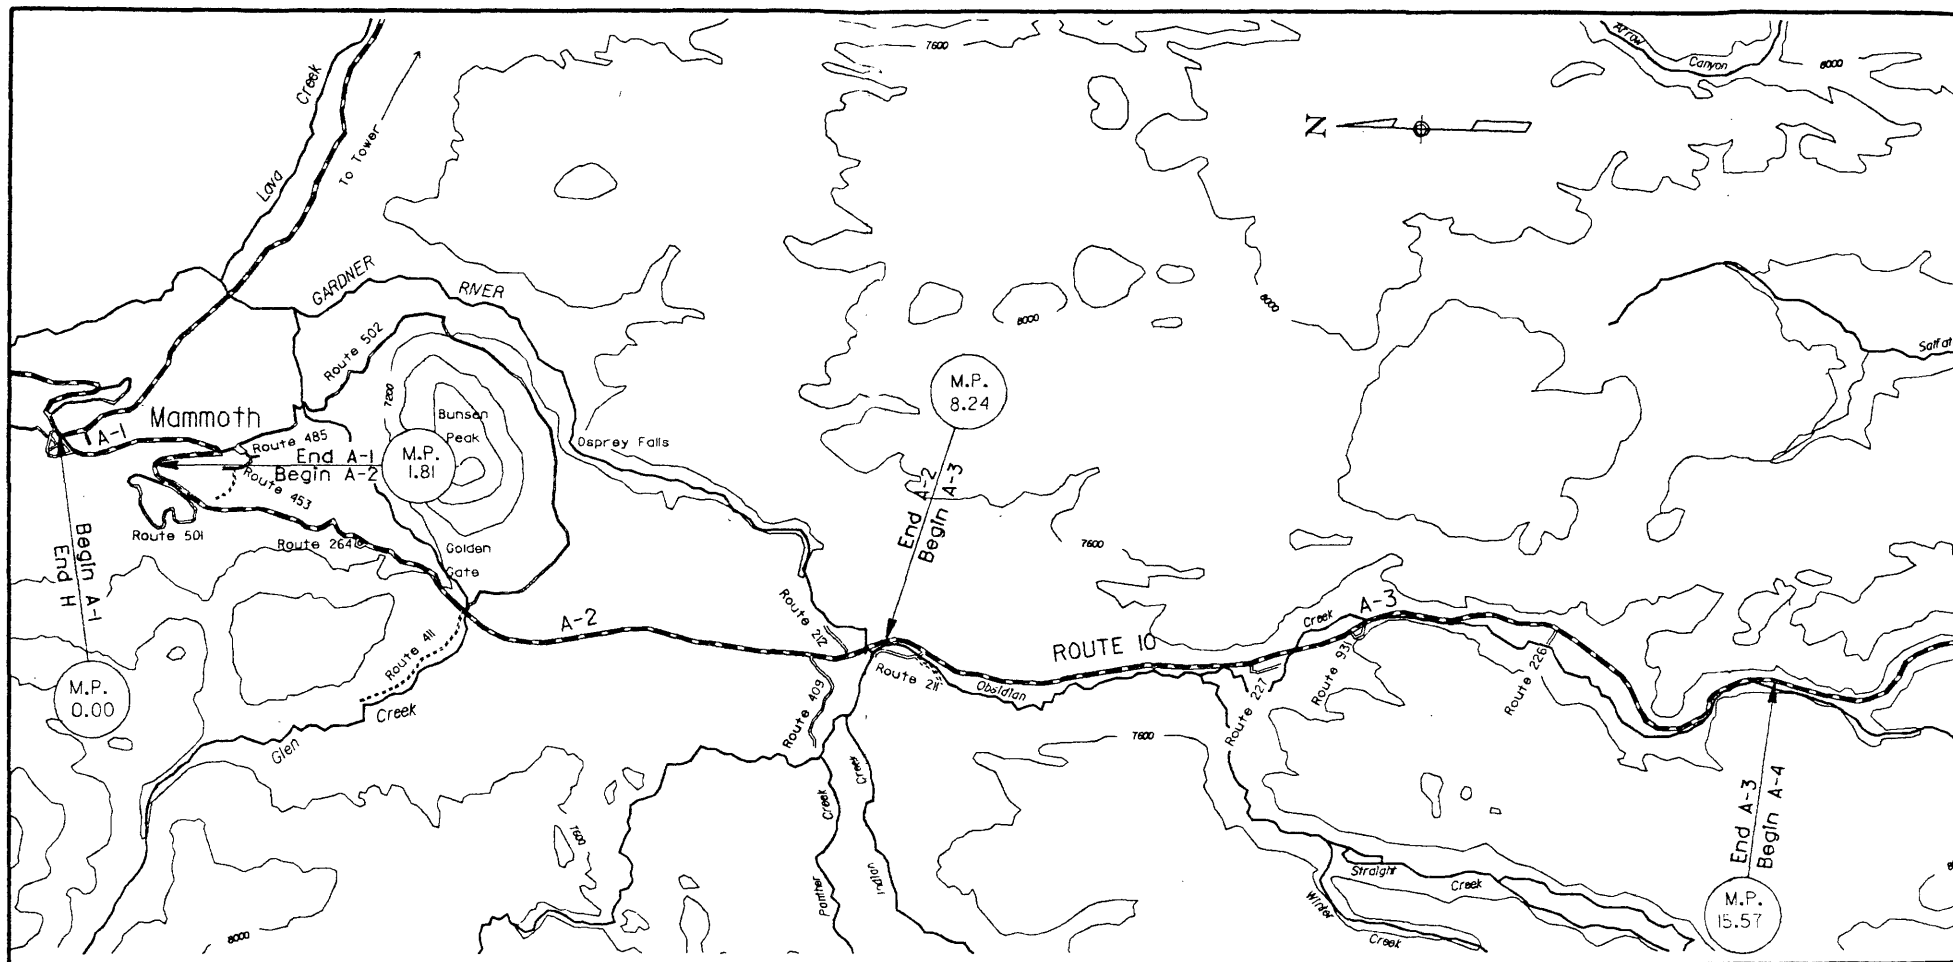 7600
Arrow
Canyon
8000
Lava
Creek
To Tower
Z
GARDNER
RIVER
8000
8000
Route 502
7200
Bunsen
Peak
M.P.
8.24
Mammoth
A-1
Route 485
End A-1
Begin A-2
M.P.
1.81
Osprey Falls
Route 453
Route 501
Route 264
Golden
Gate
End A-2
Begin A-3
7600
Begin A-1
End H
M.P.
0.00
A-2
Route 411
Glen
Creek
Route 212
Route 409
Route 211
Obsidian
Creek
ROUTE 10
A-3
Route 931
Route 227
Route 226
7600
7600
8000
Panther
Creek
Indian
Creek
Straight
Creek
Winter
Creek
End A-3
Begin A-4
M.P.
15.57